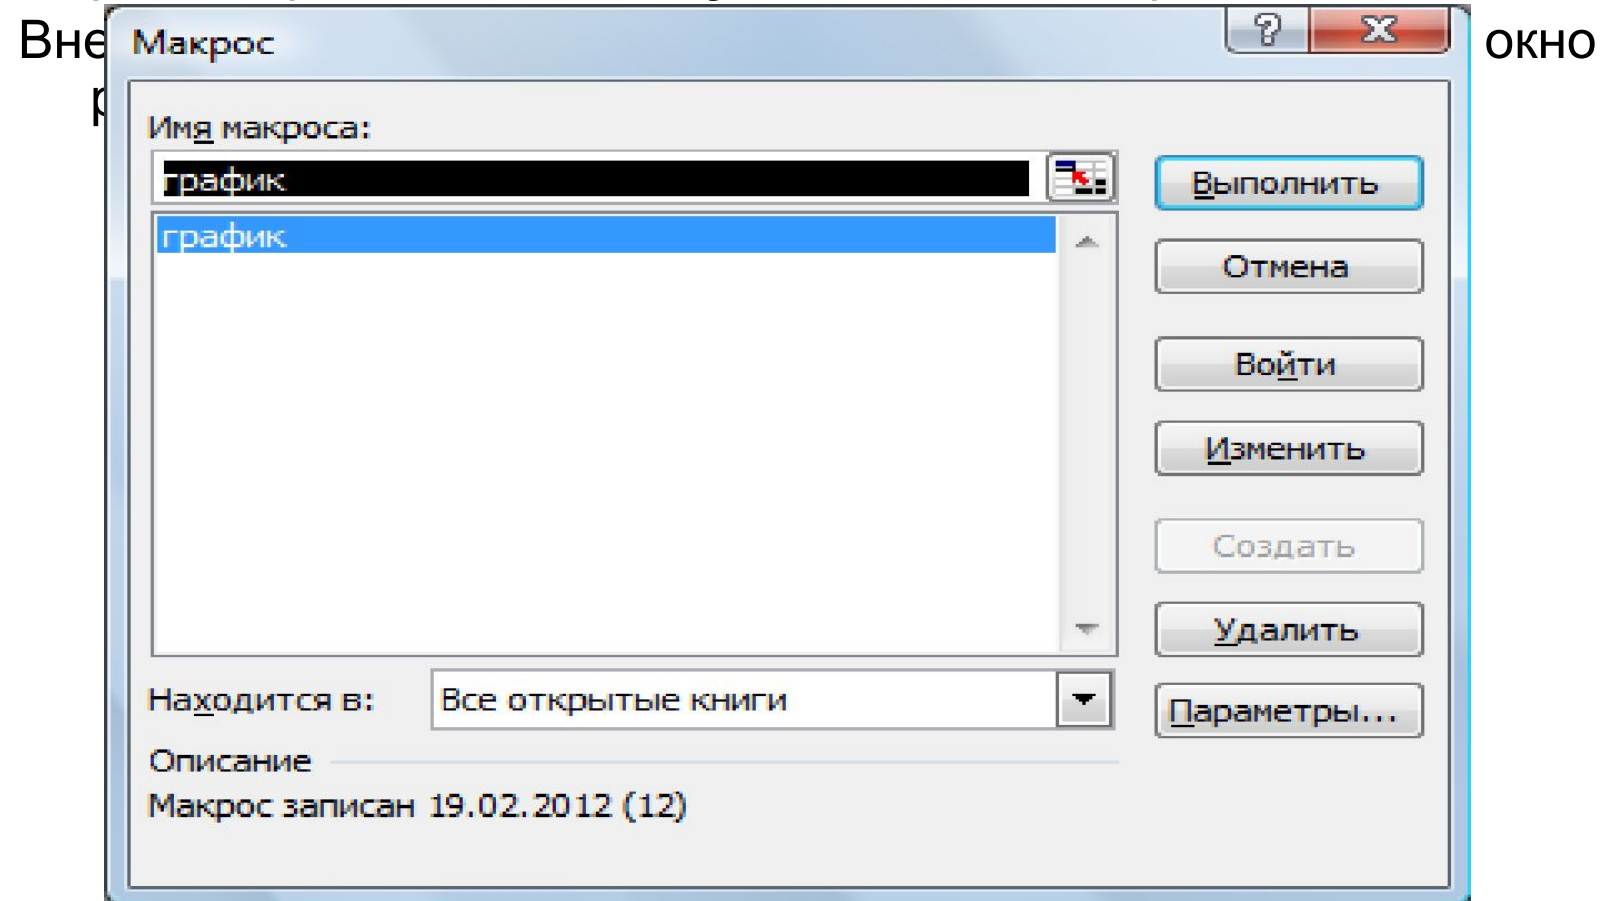 окно
Макрос
Имя макроса:
график
график
Выполнить
Отмена
Войти
Изменить
Создать
Удалить
Параметры...
Находится в:
Все открытые книги
Описание
Макрос записан 19.02.2012 (12)